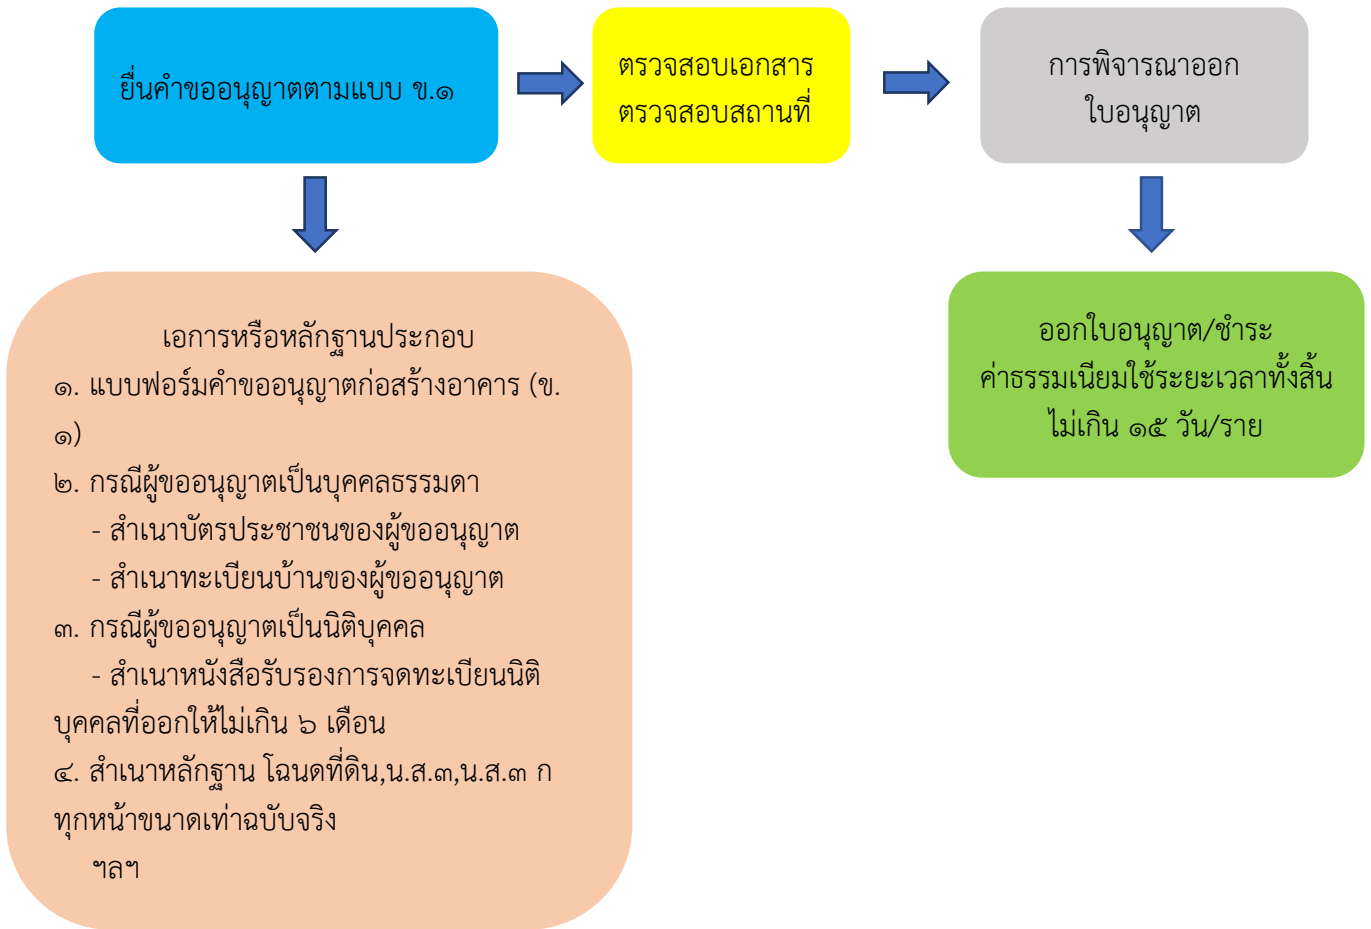 ยื่นคำขออนุญาตตามแบบ ข.๑
ตรวจสอบเอกสาร
ตรวจสอบสถานที่
การพิจารณาออก
ใบอนุญาต
เอการหรือหลักฐานประกอบ
๑. แบบฟอร์มคำขออนุญาตก่อสร้างอาคาร (ข.
๑)
๒. กรณีผู้ขออนุญาตเป็นบุคคลธรรมดา
- สำเนาบัตรประชาชนของผู้ขออนุญาต
- สำเนาทะเบียนบ้านของผู้ขออนุญาต
๓. กรณีผู้ขออนุญาตเป็นนิติบุคคล
- สำเนาหนังสือรับรองการจดทะเบียนนิติ
บุคคลที่ออกให้ไม่เกิน ๖ เดือน
๔. สำเนาหลักฐาน โฉนดที่ดิน,น.ส.๓,น.ส.๓ ก
ทุกหน้าขนาดเท่าฉบับจริง
ฯลฯ
ออกใบอนุญาต/ชำระ
ค่าธรรมเนียมใช้ระยะเวลาทั้งสิ้น
ไม่เกิน ๑๕ วัน/ราย